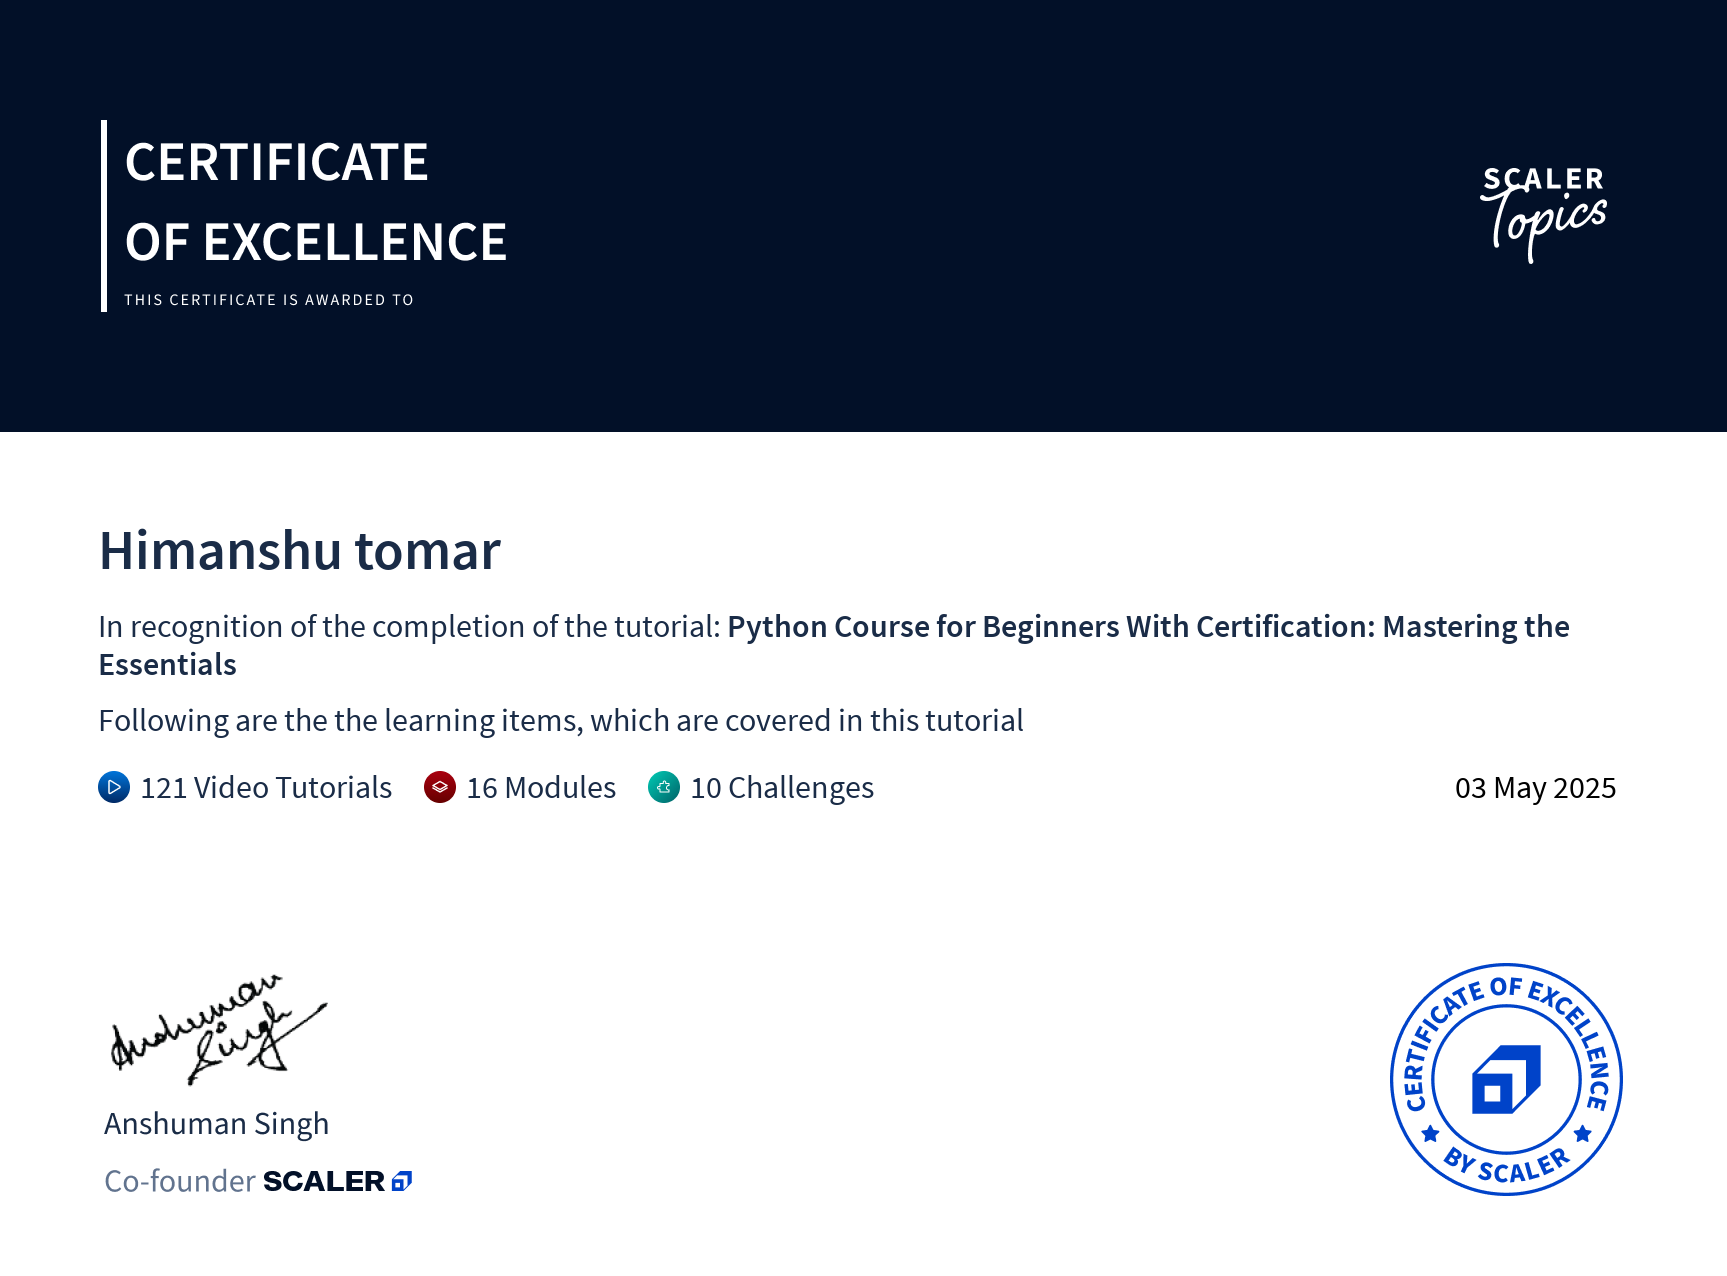 CERTIFICATE
OF EXCELLENCE
THIS CERTIFICATE IS AWARDED TO
SCALER
Topics
Himanshu tomar
In recognition of the completion of the tutorial: Python Course for Beginners With Certification: Mastering the
Essentials
Following are the the learning items, which are covered in this tutorial
121 Video Tutorials 16 Modules 10 Challenges 03 May 2025
Anshuman
Singh
Anshuman Singh
Co-founder SCALER
CERTIFICATE OF EXCELLENCE
BY SCALER